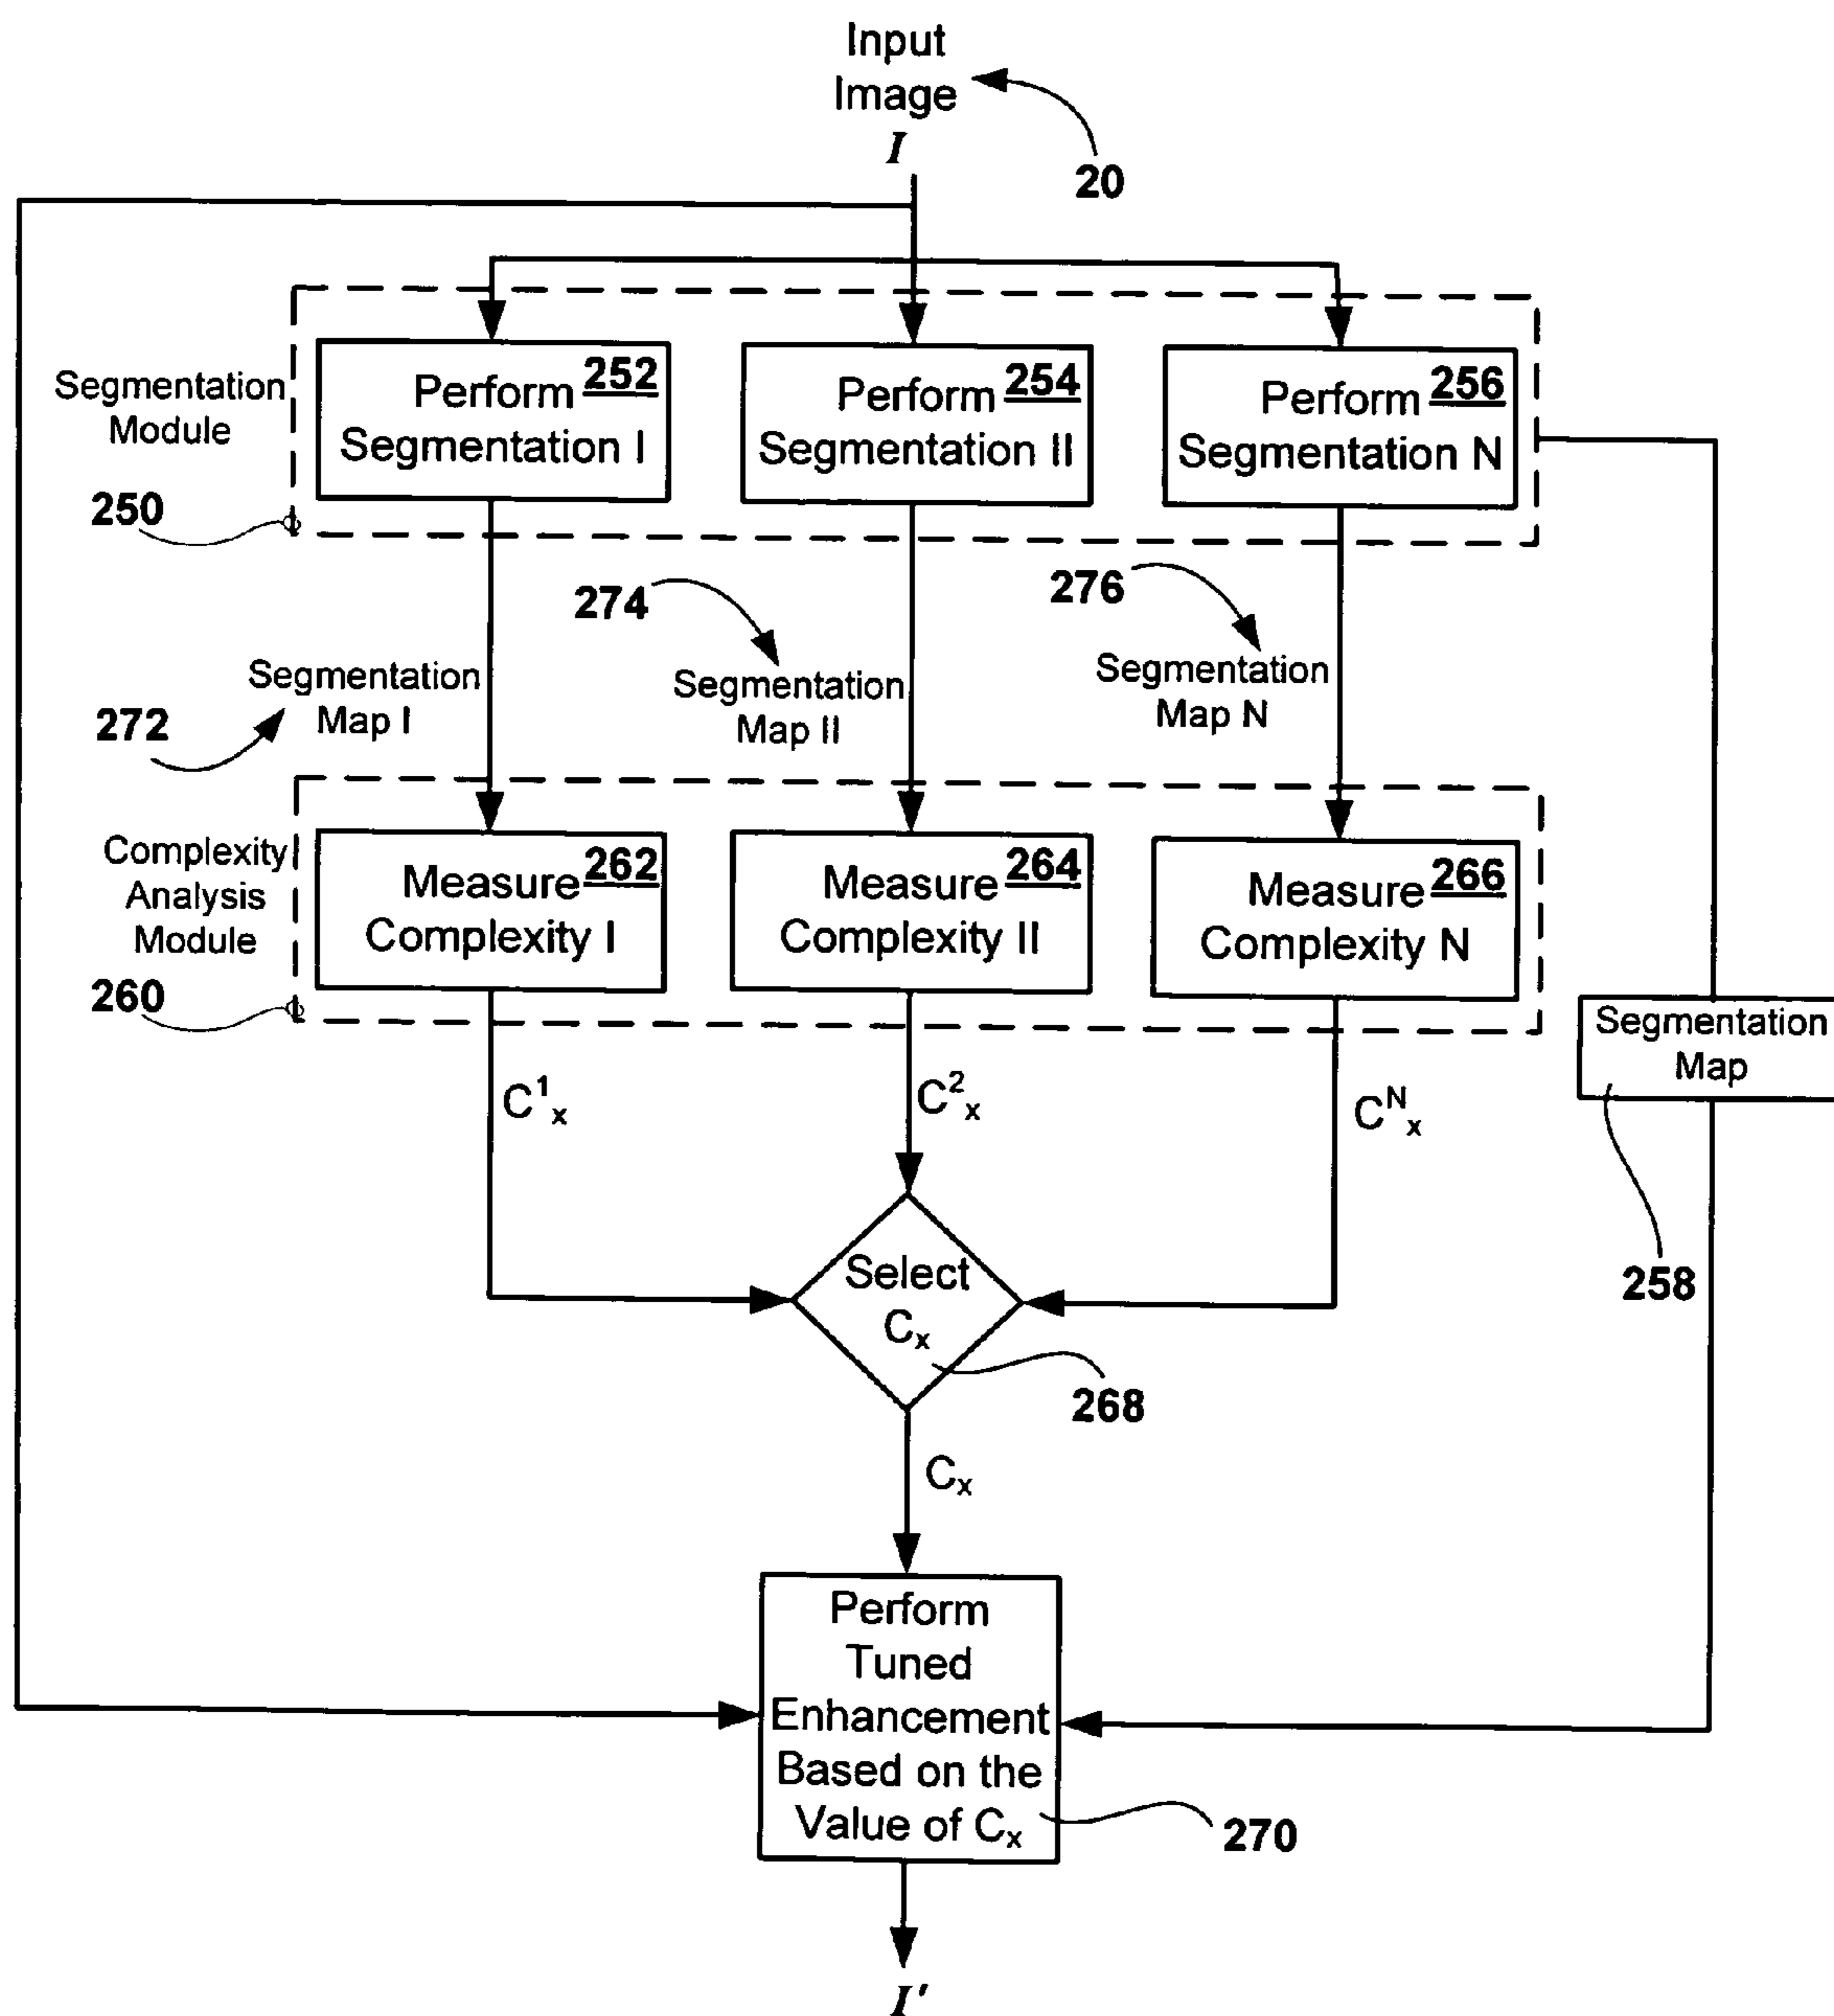 Input
Image
I
20
Segmentation
Module
250
Perform 252
Segmentation I
Perform 254
Segmentation II
Perform 256
Segmentation N
274
276
Segmentation
Map I
272
Segmentation
Map II
Segmentation
Map N
Complexity
Analysis
Module
260
Measure 262
Complexity I
Measure 264
Complexity II
Measure 266
Complexity N
Segmentation
Map
258
C¹ₓ
C²ₓ
Cᴺₓ
Select
Cₓ
268
Cₓ
Perform
Tuned
Enhancement
Based on the
Value of Cₓ
270
I'